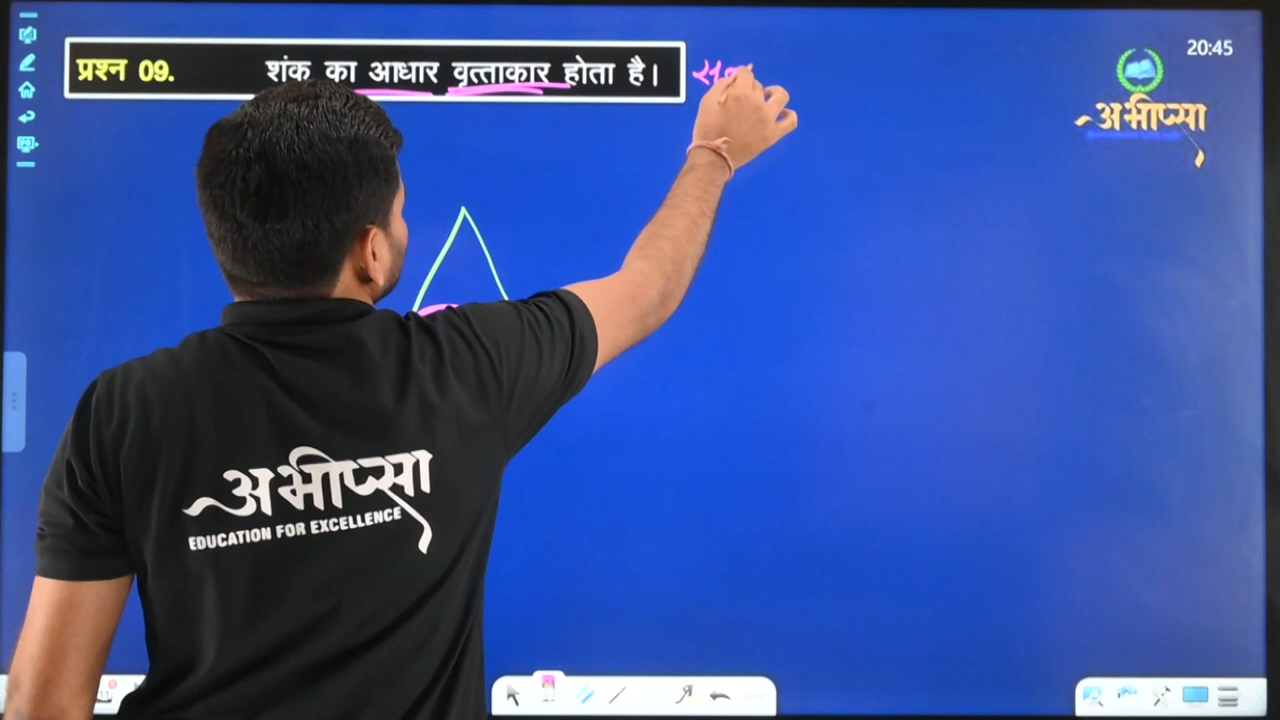 20:45
प्रश्न 09. शंकु का आधार वृत्ताकार होता है।
अभीप्सा
अभीप्सा
EDUCATION FOR EXCELLENCE